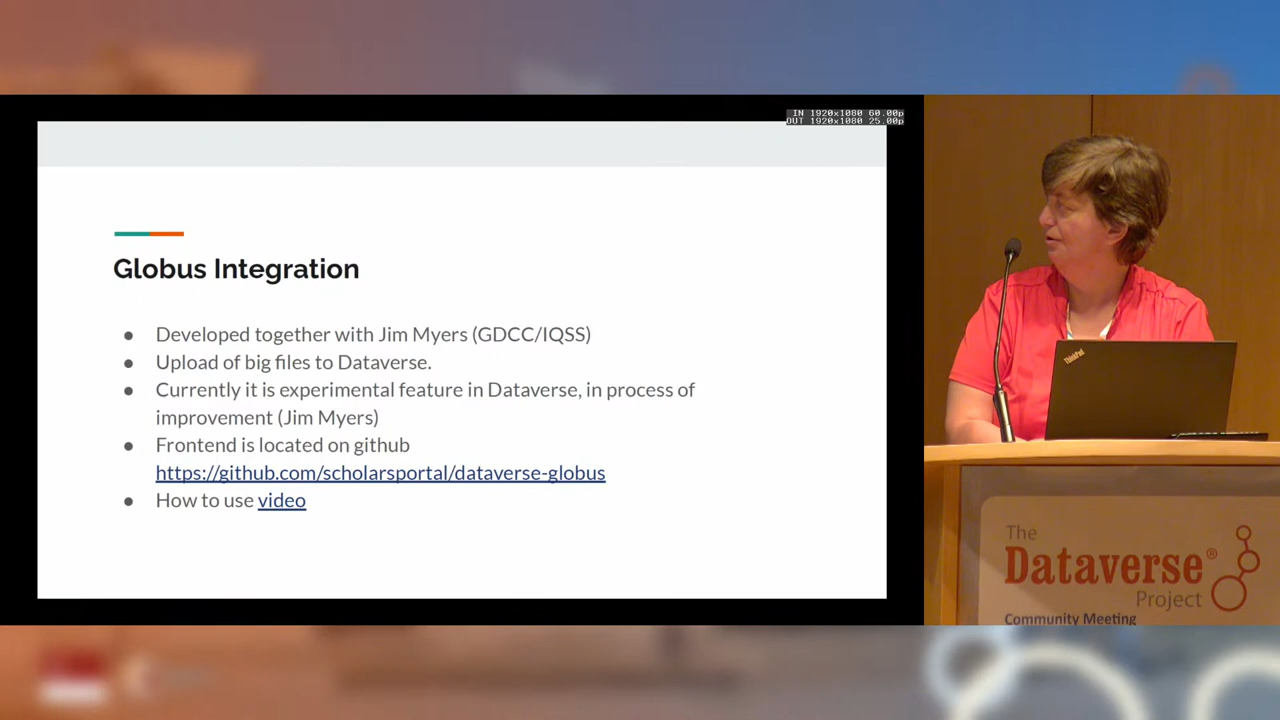 IN 1920x1080 60.00p
OUT 1920x1080 25.00p
Globus Integration
● Developed together with Jim Myers (GDCC/IQSS)
● Upload of big files to Dataverse.
● Currently it is experimental feature in Dataverse, in process of
improvement (Jim Myers)
● Frontend is located on github
https://github.com/scholarsportal/dataverse-globus
● How to use video
ThinkPad
The
Dataverse®
Project
Community Meeting